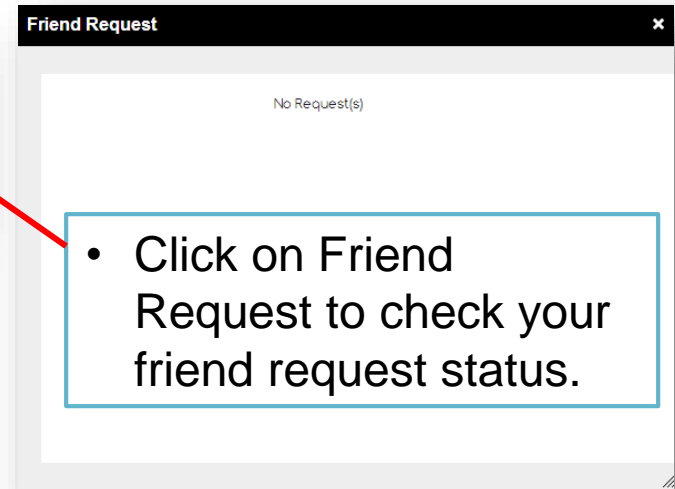 Friend Request ×
No Request(s)
• Click on Friend
Request to check your
friend request status.